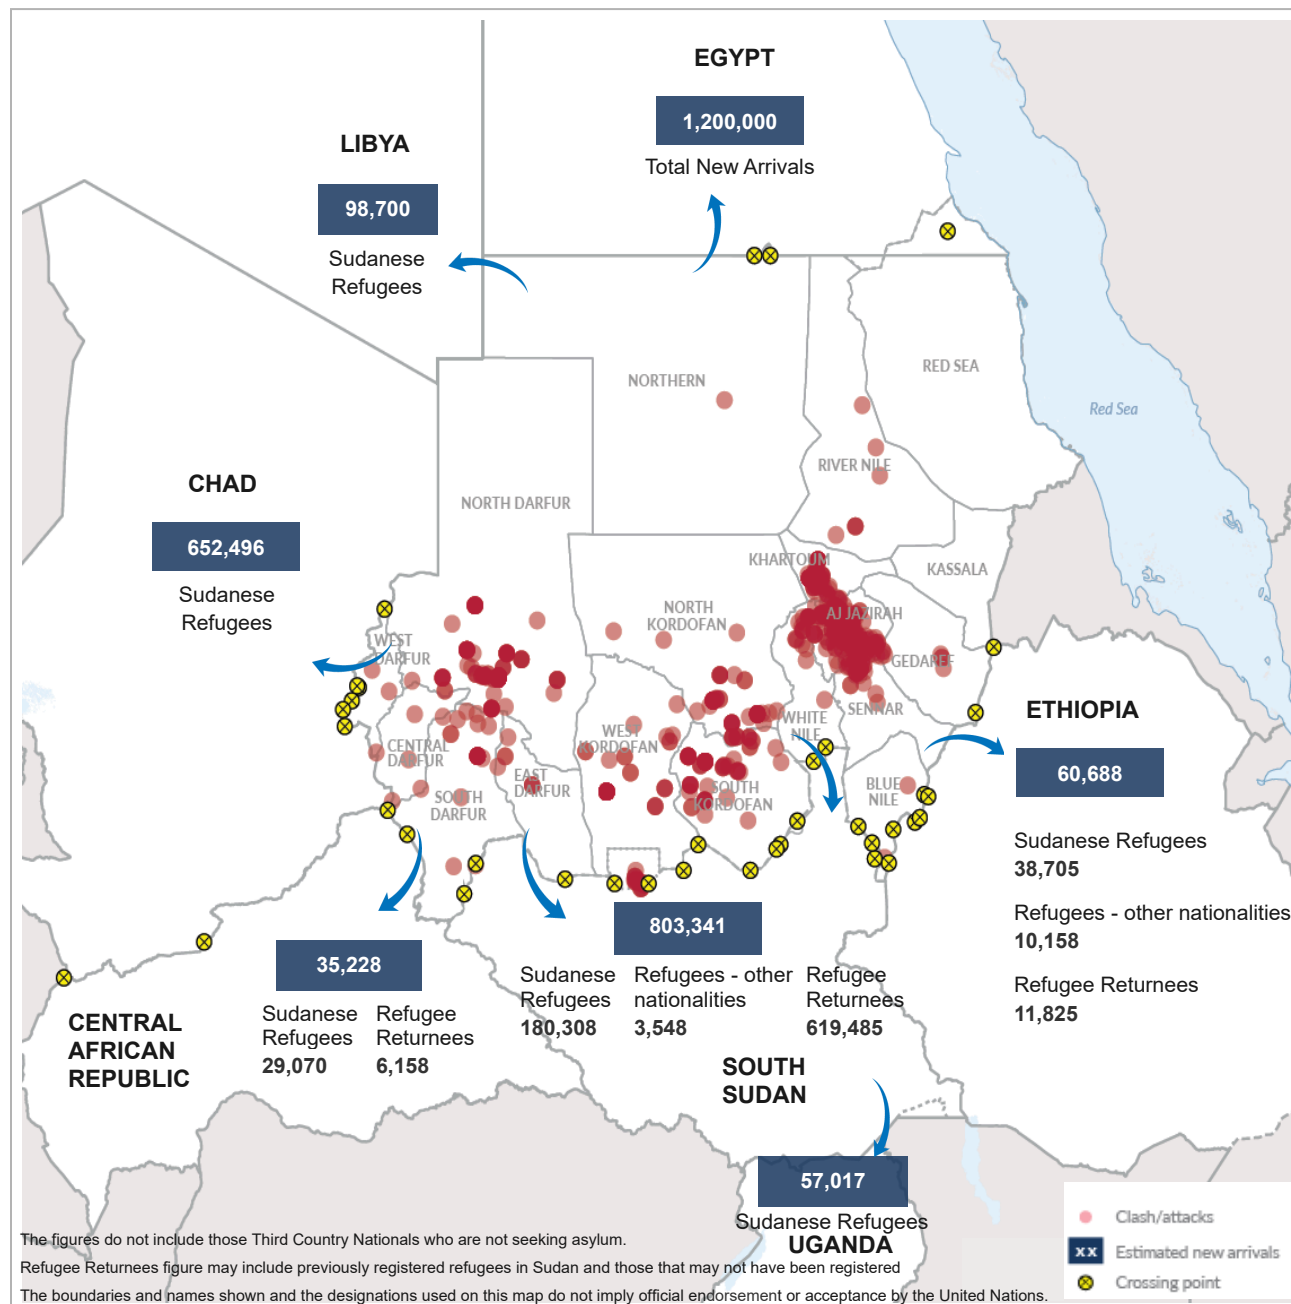 EGYPT
1,200,000
Total New Arrivals
LIBYA
98,700
Sudanese
Refugees
RED SEA
NORTHERN
Red Sea
RIVER NILE
CHAD
NORTH DARFUR
652,496
Sudanese
Refugees
KHARTOUM
KASSALA
NORTH
KORDOFAN
AJ JAZIRAH
WEST
DARFUR
GEDAREF
SENNAR
WHITE
NILE
ETHIOPIA
WEST
KORDOFAN
CENTRAL
DARFUR
EAST
DARFUR
60,688
BLUE
NILE
SOUTH
KORDOFAN
SOUTH
DARFUR
Sudanese Refugees
38,705
Refugees - other nationalities
10,158
Refugee Returnees
11,825
803,341
Sudanese
Refugees
180,308
Refugees - other
nationalities
3,548
Refugee
Returnees
619,485
35,228
Sudanese
Refugees
29,070
Refugee
Returnees
6,158
CENTRAL
AFRICAN
REPUBLIC
SOUTH
SUDAN
57,017
Sudanese Refugees
UGANDA
Clash/attacks
xx Estimated new arrivals
Crossing point
The figures do not include those Third Country Nationals who are not seeking asylum.
Refugee Returnees figure may include previously registered refugees in Sudan and those that may not have been registered
The boundaries and names shown and the designations used on this map do not imply official endorsement or acceptance by the United Nations.